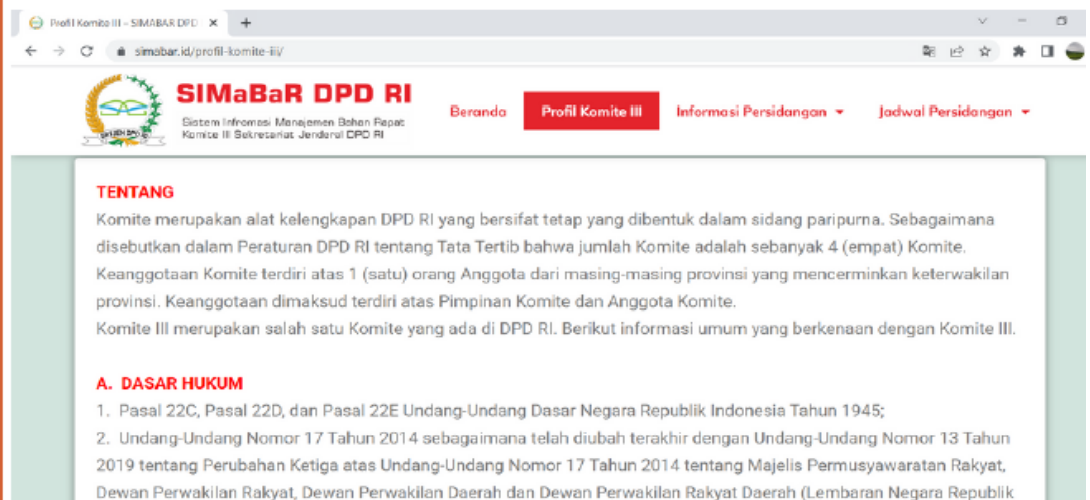 Profil Komite III – SIMABAR DPD
simabar.id/profil-komite-iii/
SIMaBaR DPD RI
Sistem Infromasi Manajemen Bahan Rapat
Komite III Sekretariat Jenderal DPD RI
Beranda
Profil Komite III
Informasi Persidangan
Jadwal Persidangan
TENTANG
Komite merupakan alat kelengkapan DPD RI yang bersifat tetap yang dibentuk dalam sidang paripurna. Sebagaimana
disebutkan dalam Peraturan DPD RI tentang Tata Tertib bahwa jumlah Komite adalah sebanyak 4 (empat) Komite.
Keanggotaan Komite terdiri atas 1 (satu) orang Anggota dari masing-masing provinsi yang mencerminkan keterwakilan
provinsi. Keanggotaan dimaksud terdiri atas Pimpinan Komite dan Anggota Komite.
Komite III merupakan salah satu Komite yang ada di DPD RI. Berikut informasi umum yang berkenaan dengan Komite III.
A. DASAR HUKUM
1. Pasal 22C, Pasal 22D, dan Pasal 22E Undang-Undang Dasar Negara Republik Indonesia Tahun 1945;
2. Undang-Undang Nomor 17 Tahun 2014 sebagaimana telah diubah terakhir dengan Undang-Undang Nomor 13 Tahun
2019 tentang Perubahan Ketiga atas Undang-Undang Nomor 17 Tahun 2014 tentang Majelis Permusyawaratan Rakyat,
Dewan Perwakilan Rakyat, Dewan Perwakilan Daerah dan Dewan Perwakilan Rakyat Daerah (Lembaran Negara Republik